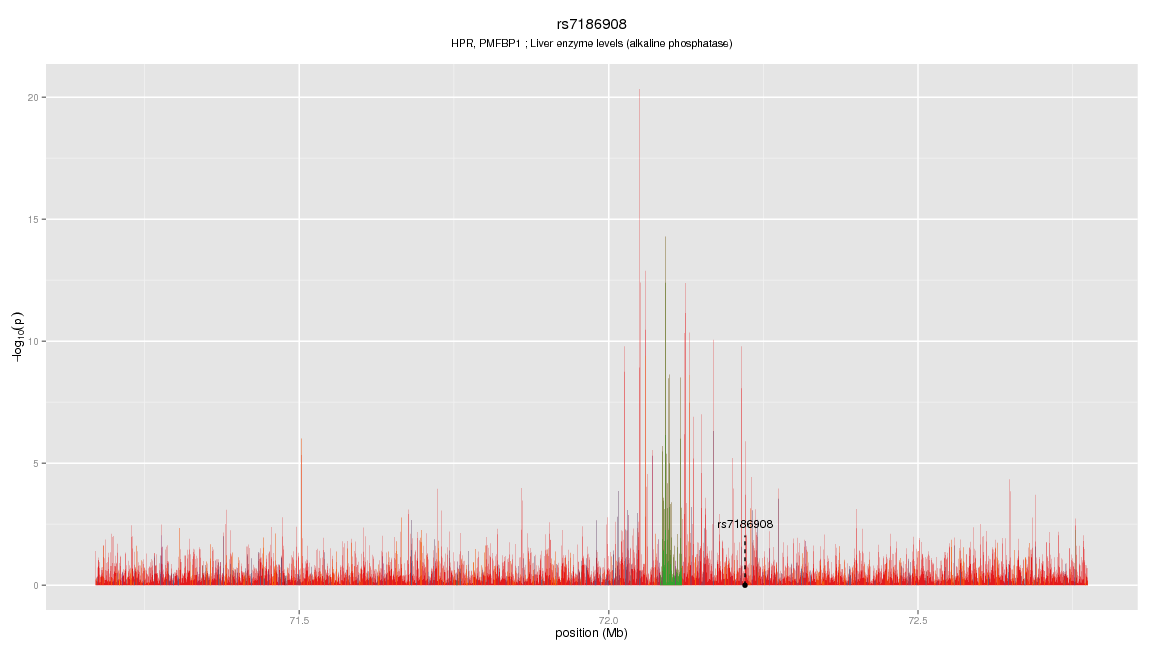 rs7186908
HPR, PMFBP1 ; Liver enzyme levels (alkaline phosphatase)
20
15
10
5
0
−log10(p)
rs7186908
71.5 72.0 72.5
position (Mb)